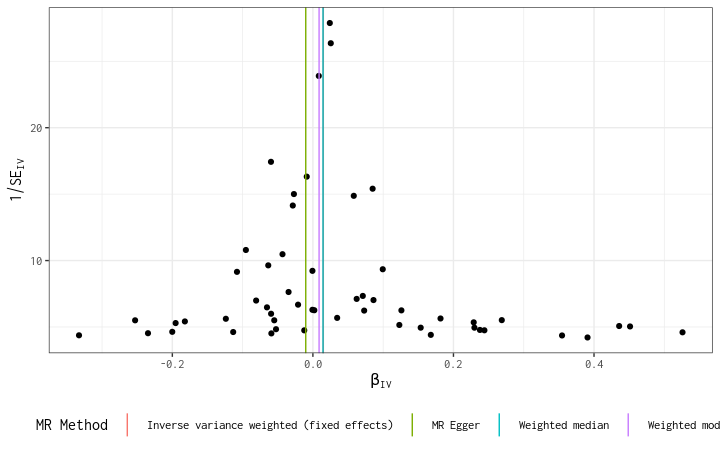 1/SE_IV
20
10
-0.2
0.0
0.2
0.4
β_IV
MR Method Inverse variance weighted (fixed effects) MR Egger Weighted median Weighted mod